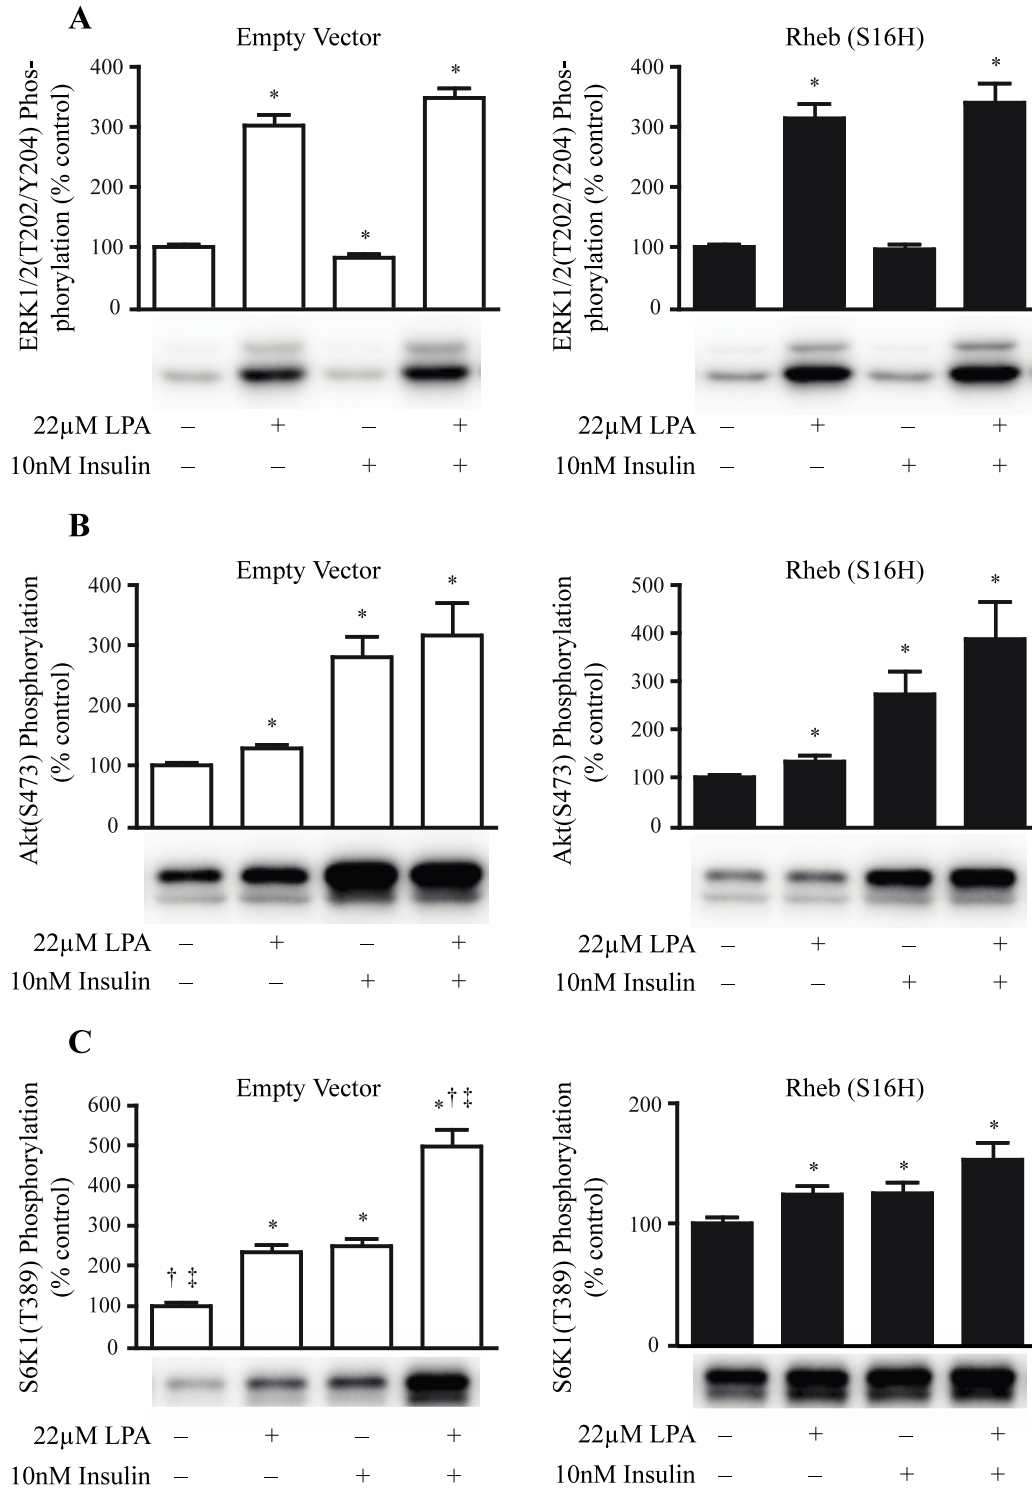 A
Empty Vector
ERK1/2(T202/Y204) Phos-
phorylation (% control)
400
300
200
100
0
* * *
22µM LPA – + – +
10nM Insulin – – + +
Rheb (S16H)
ERK1/2(T202/Y204) Phos-
phorylation (% control)
400
300
200
100
0
* *
22µM LPA – + – +
10nM Insulin – – + +
B
Empty Vector
Akt(S473) Phosphorylation
(% control)
400
300
200
100
0
* * *
22µM LPA – + – +
10nM Insulin – – + +
Rheb (S16H)
Akt(S473) Phosphorylation
(% control)
500
400
300
200
100
0
* * *
22µM LPA – + – +
10nM Insulin – – + +
C
Empty Vector
S6K1(T389) Phosphorylation
(% control)
600
500
400
300
200
100
0
† ‡ * * *† ‡
22µM LPA – + – +
10nM Insulin – – + +
Rheb (S16H)
S6K1(T389) Phosphorylation
(% control)
200
100
0
* * *
22µM LPA – + – +
10nM Insulin – – + +